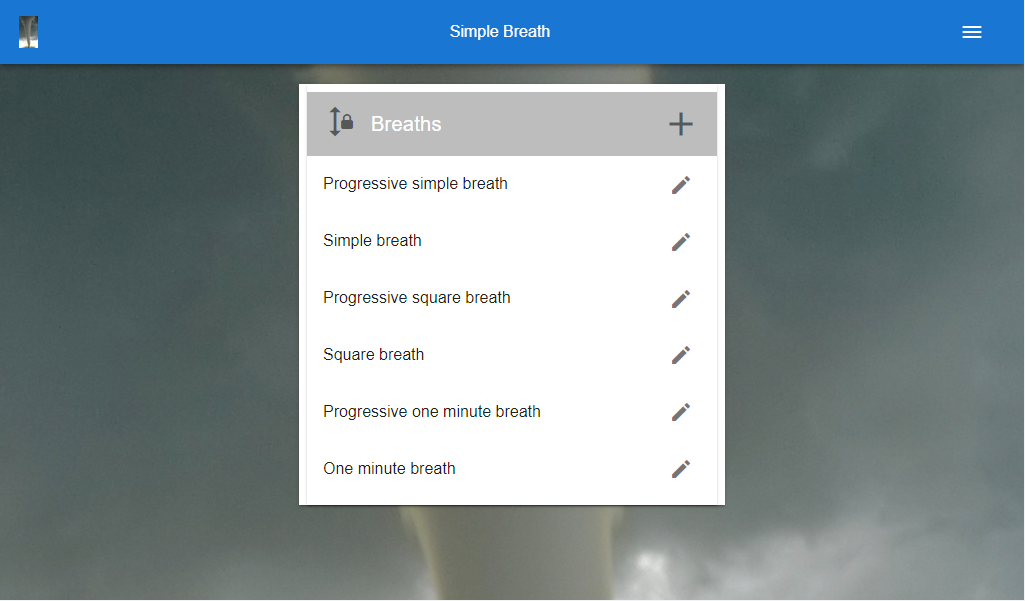 Simple Breath
Breaths
Progressive simple breath
Simple breath
Progressive square breath
Square breath
Progressive one minute breath
One minute breath